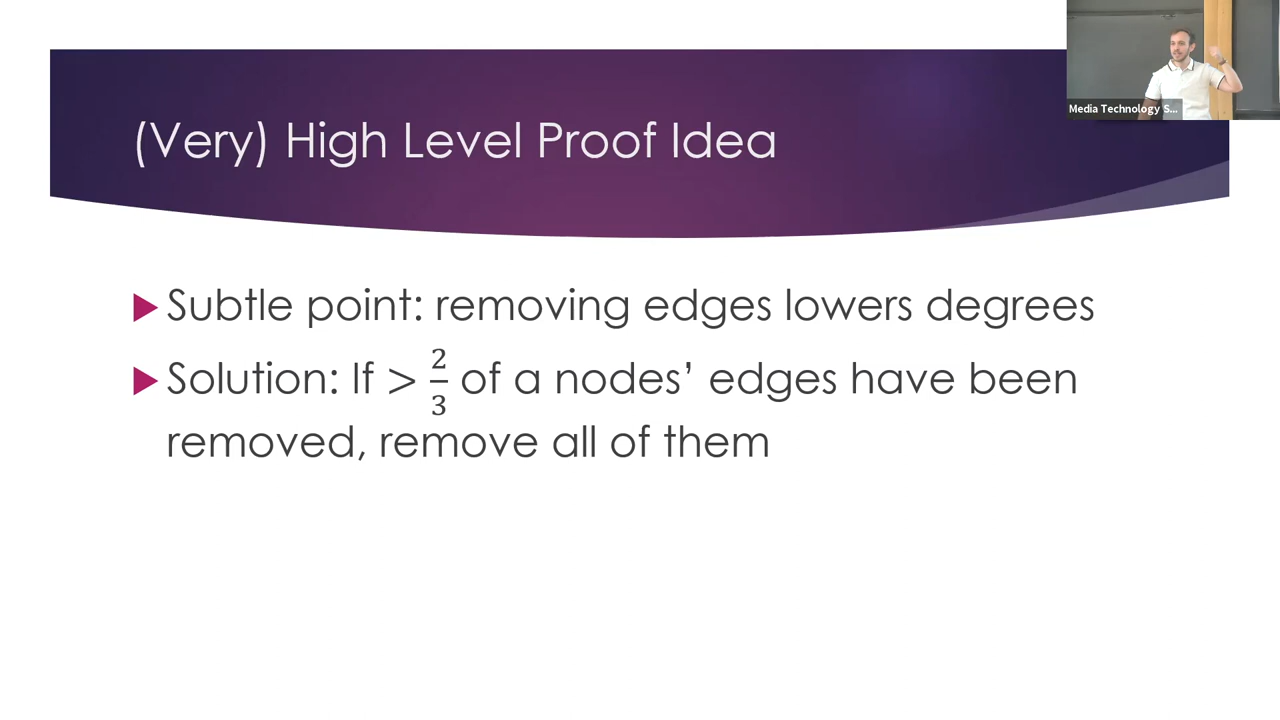 (Very) High Level Proof Idea
Media Technology S...
Subtle point: removing edges lowers degrees
Solution: If > 2/3 of a nodes’ edges have been
removed, remove all of them